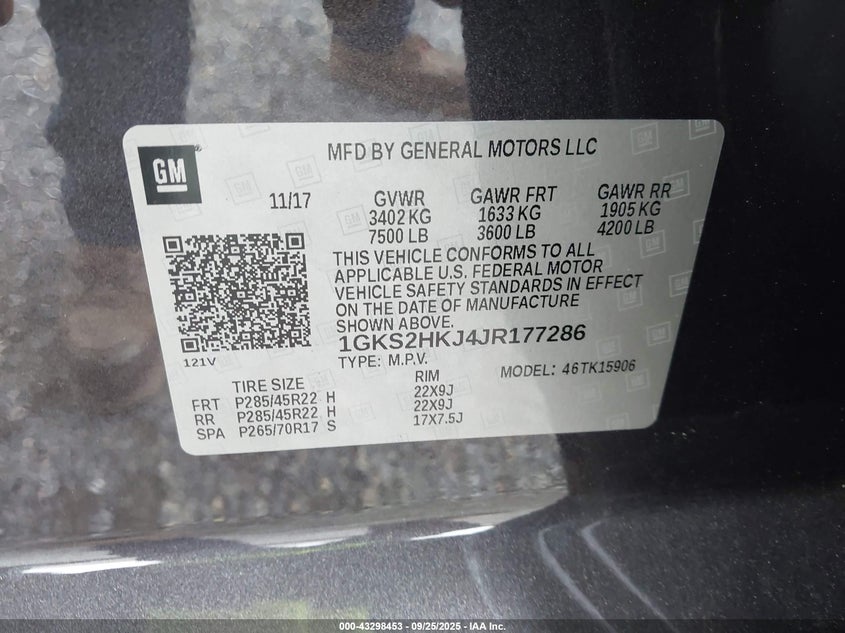 GM
MFD BY GENERAL MOTORS LLC
11/17
GVWR
3402 KG
7500 LB
GAWR FRT
1633 KG
3600 LB
GAWR RR
1905 KG
4200 LB
THIS VEHICLE CONFORMS TO ALL
APPLICABLE U.S. FEDERAL MOTOR
VEHICLE SAFETY STANDARDS IN EFFECT
ON THE DATE OF MANUFACTURE
SHOWN ABOVE.
1GKS2HKJ4JR177286
121V
TYPE: M.P.V.
MODEL: 46TK15906
TIRE SIZE RIM
FRT P285/45R22 H 22X9J
RR P285/45R22 H 22X9J
SPA P265/70R17 S 17X7.5J
000-43298453 - 09/25/2025 - IAA Inc.